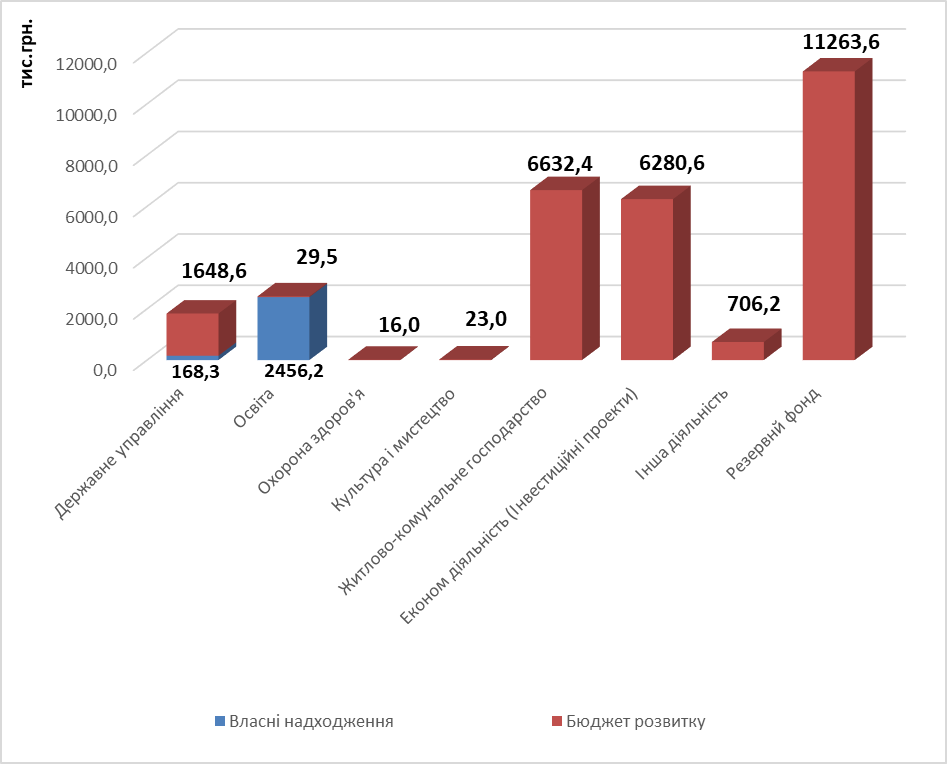 тис.грн.
12000,0
10000,0
8000,0
6000,0
4000,0
2000,0
0,0
1648,6
168,3
29,5
2456,2
16,0
23,0
6632,4
6280,6
706,2
11263,6
Державне управління
Освіта
Охорона здоров'я
Культура і мистецтво
Житлово-комунальне господарство
Економ діяльність (Інвестиційні проекти)
Інша діяльність
Резервнй фонд
Власні надходження
Бюджет розвитку